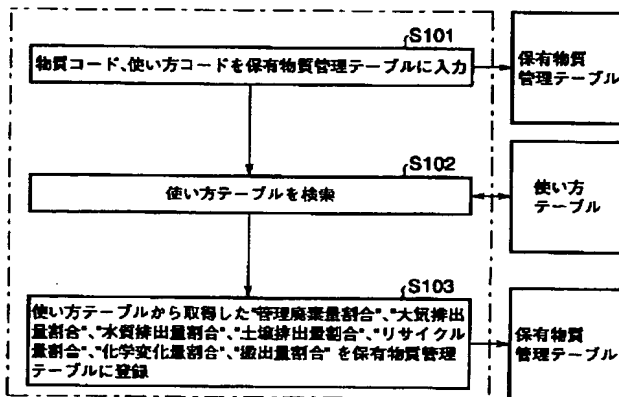 S101
物質コード、使い方コードを保有物質管理テーブルに入力
保有物質
管理テーブル
S102
使い方テーブルを検索
使い方
テーブル
S103
使い方テーブルから取得した"管理廃棄量割合"、"大気排出
量割合"、"水質排出量割合"、"土壌排出量割合"、"リサイクル
量割合"、"化学変化量割合"、"搬出量割合" を保有物質管理
テーブルに登録
保有物質
管理テーブル